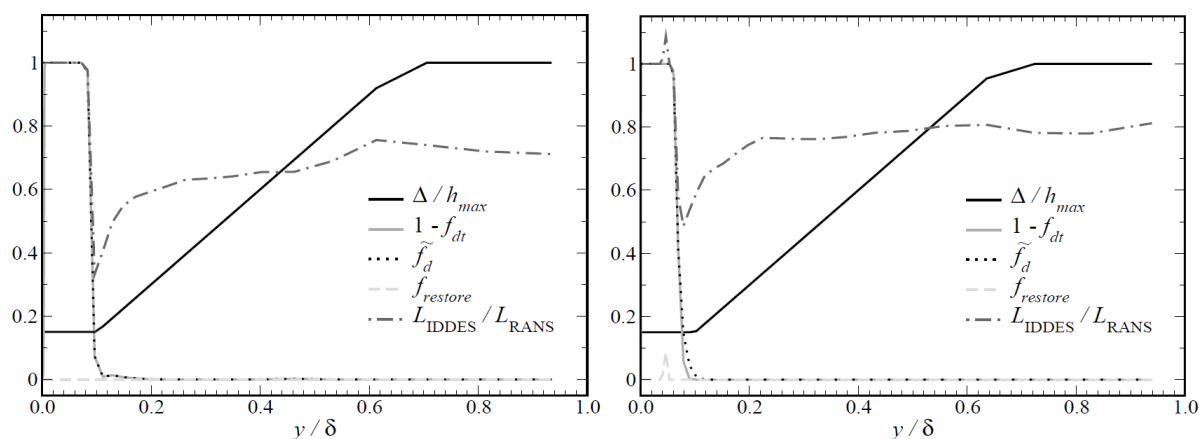 1
0.8
0.6
0.4
0.2
0
0.0 0.2 0.4 0.6 0.8 1.0
y / δ
Δ / h_max
1 - f_dt
f̃_d
f_restore
L_IDDES / L_RANS
1
0.8
0.6
0.4
0.2
0
0.0 0.2 0.4 0.6 0.8 1.0
y / δ
Δ / h_max
1 - f_dt
f̃_d
f_restore
L_IDDES / L_RANS